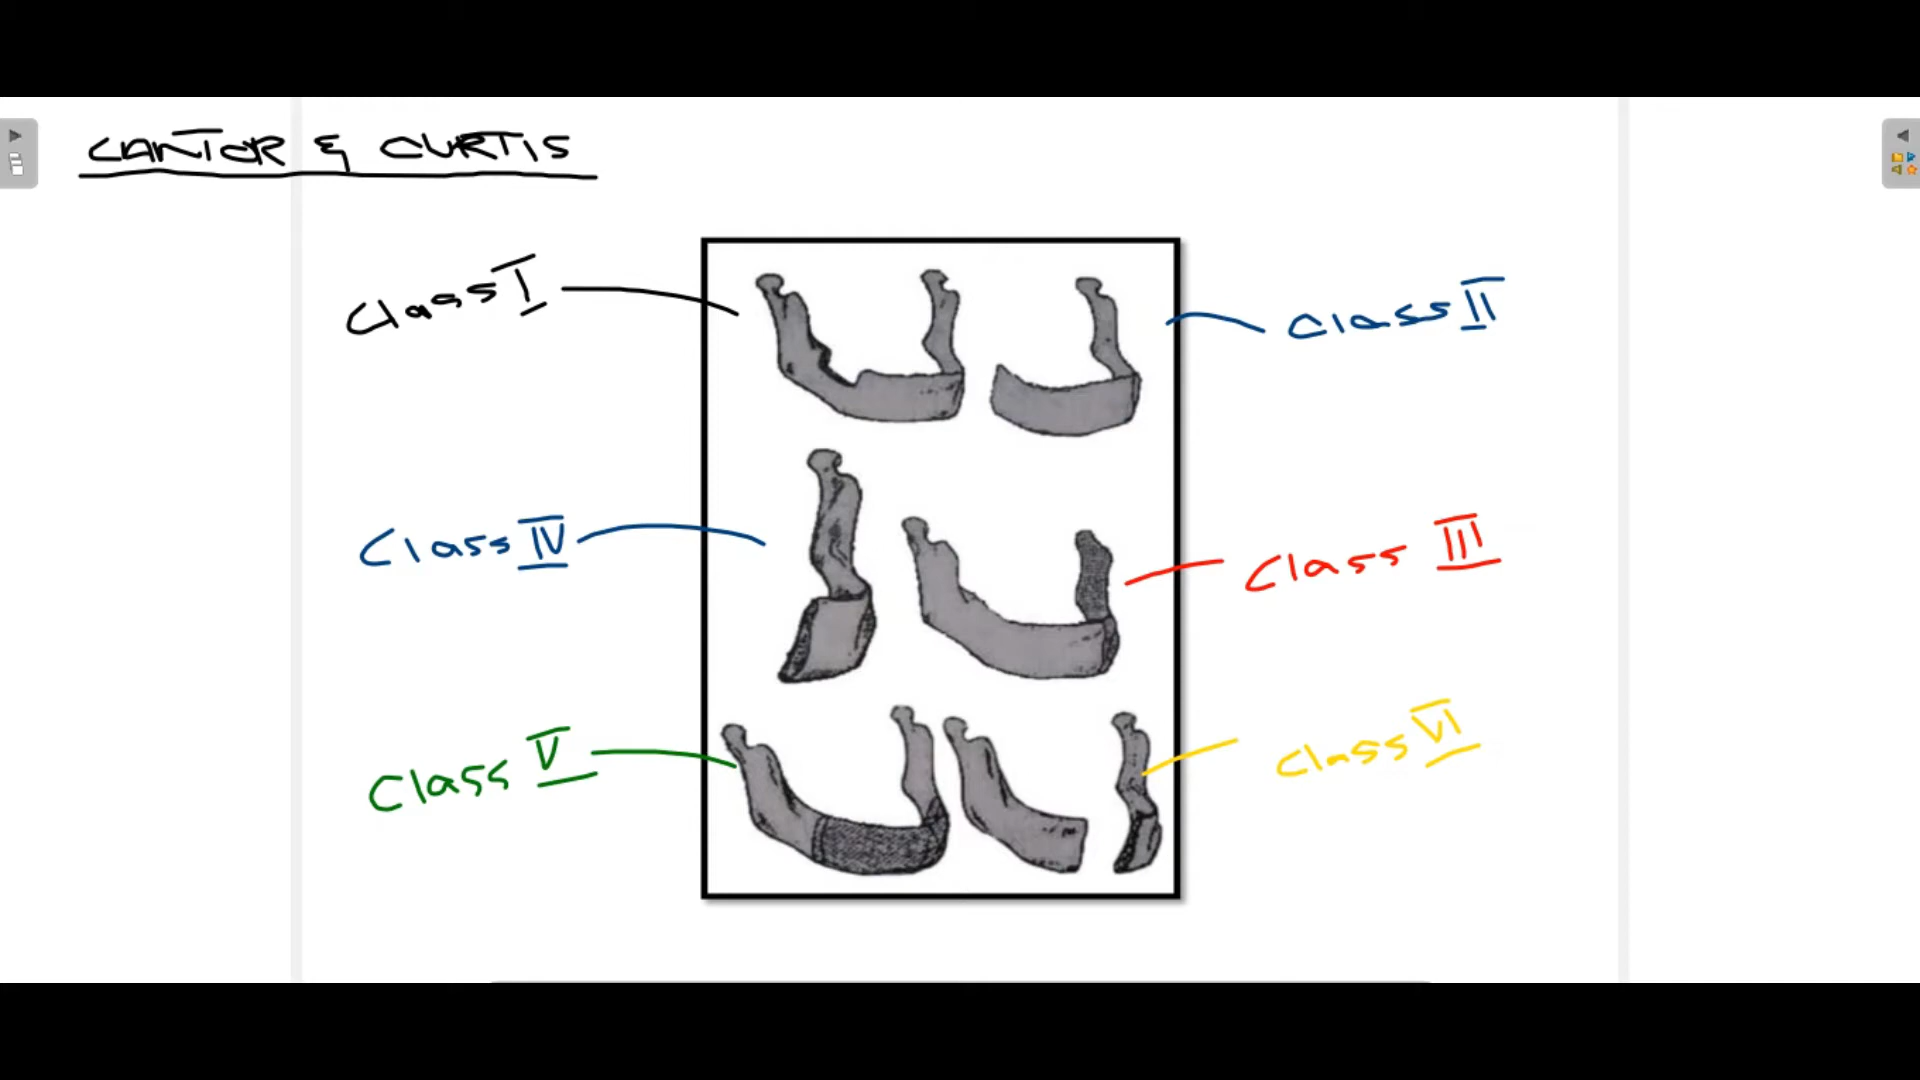 CANTOR & CURTIS
Class I
Class II
Class IV
Class III
Class V
Class VI